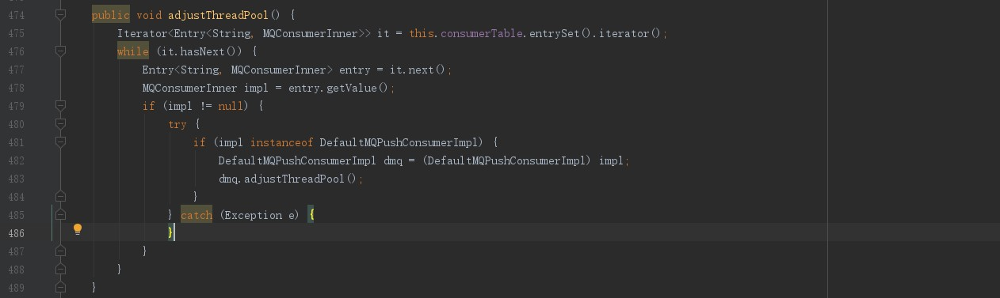 474 public void adjustThreadPool() {
475 Iterator<Entry<String, MQConsumerInner>> it = this.consumerTable.entrySet().iterator();
476 while (it.hasNext()) {
477 Entry<String, MQConsumerInner> entry = it.next();
478 MQConsumerInner impl = entry.getValue();
479 if (impl != null) {
480 try {
481 if (impl instanceof DefaultMQPushConsumerImpl) {
482 DefaultMQPushConsumerImpl dmq = (DefaultMQPushConsumerImpl) impl;
483 dmq.adjustThreadPool();
484 }
485 } catch (Exception e) {
486 }
487 }
488 }
489 }